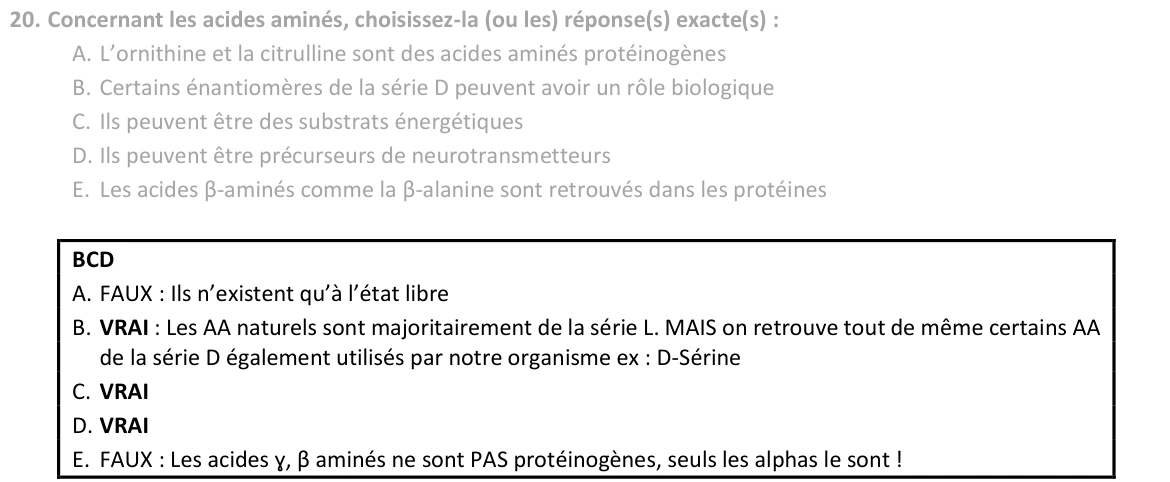 20. Concernant les acides aminés, choisissez-la (ou les) réponse(s) exacte(s) :
A. L’ornithine et la citrulline sont des acides aminés protéinogènes
B. Certains énantiomères de la série D peuvent avoir un rôle biologique
C. Ils peuvent être des substrats énergétiques
D. Ils peuvent être précurseurs de neurotransmetteurs
E. Les acides β-aminés comme la β-alanine sont retrouvés dans les protéines
BCD
A. FAUX : Ils n’existent qu’à l’état libre
B. VRAI : Les AA naturels sont majoritairement de la série L. MAIS on retrouve tout de même certains AA
de la série D également utilisés par notre organisme ex : D-Sérine
C. VRAI
D. VRAI
E. FAUX : Les acides ɣ, β aminés ne sont PAS protéinogènes, seuls les alphas le sont !